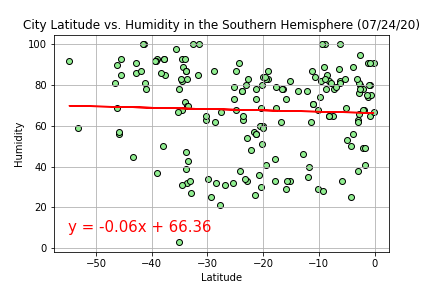 City Latitude vs. Humidity in the Southern Hemisphere (07/24/20)
100
80
60
40
20
0
Humidity
y = -0.06x + 66.36
−50 −40 −30 −20 −10 0
Latitude